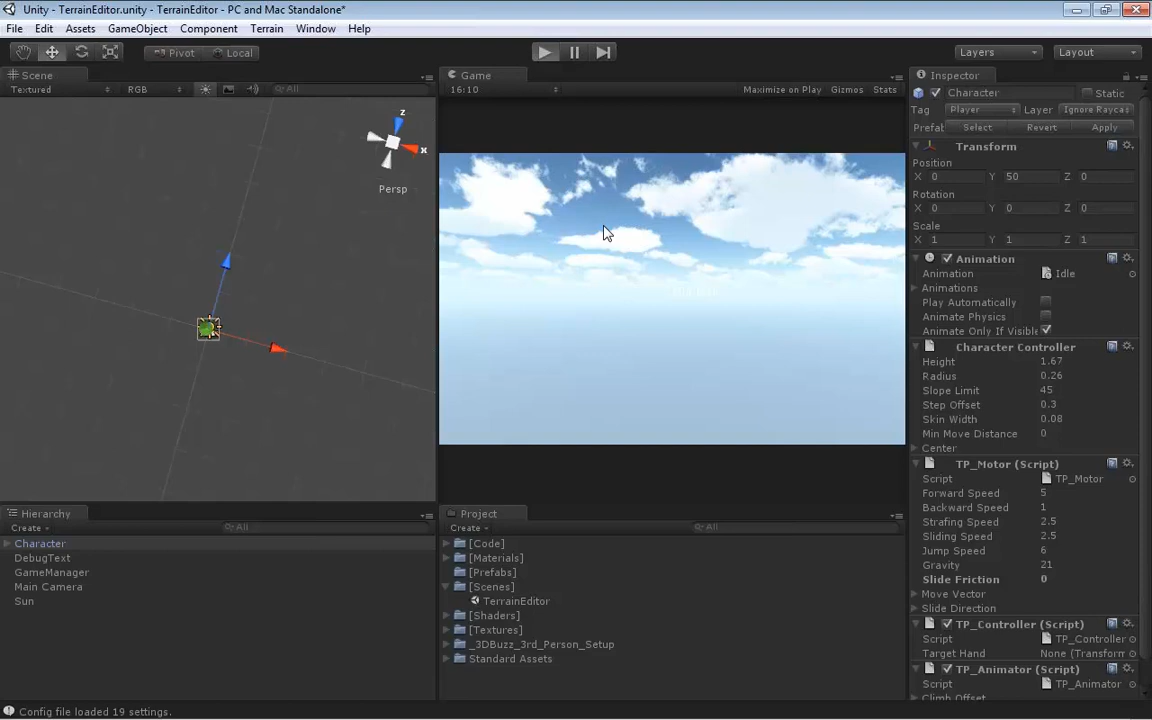 Unity - TerrainEditor.unity - TerrainEditor - PC and Mac Standalone*
File Edit Assets GameObject Component Terrain Window Help
Pivot Local Layers Layout
Scene
Textured RGB All
z
x
Persp
Game
16:10 Maximize on Play Gizmos Stats
Inspector
Character Static
Tag Player Layer Ignore Rayca
Prefab Select Revert Apply
Transform
Position
X 0 Y 50 Z 0
Rotation
X 0 Y 0 Z 0
Scale
X 1 Y 1 Z 1
Animation
Animation Idle
Animations
Play Automatically
Animate Physics
Animate Only If Visible
Character Controller
Height 1.67
Radius 0.26
Slope Limit 45
Step Offset 0.3
Skin Width 0.08
Min Move Distance 0
Center
TP_Motor (Script)
Script TP_Motor
Forward Speed 5
Backward Speed 1
Strafing Speed 2.5
Sliding Speed 2.5
Jump Speed 6
Gravity 21
Slide Friction 0
Move Vector
Slide Direction
TP_Controller (Script)
Script TP_Controller
Target Hand None (Transform
TP_Animator (Script)
Script TP_Animator
Climb Offset
Hierarchy
Create All
Character
DebugText
GameManager
Main Camera
Sun
Project
Create All
[Code]
[Materials]
[Prefabs]
[Scenes]
TerrainEditor
[Shaders]
[Textures]
_3DBuzz_3rd_Person_Setup
Standard Assets
Config file loaded 19 settings.